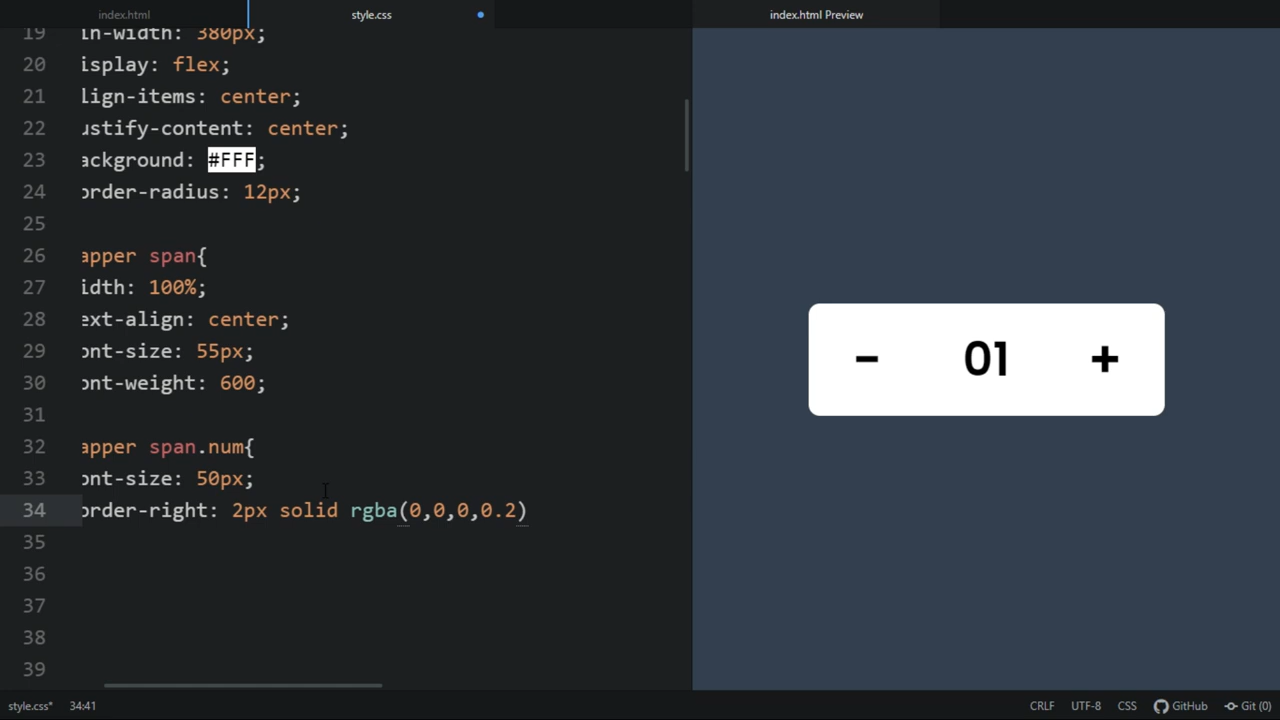 index.html
style.css
index.html Preview
19 in-width: 380px;
20 isplay: flex;
21 lign-items: center;
22 ustify-content: center;
23 ackground: #FFF;
24 order-radius: 12px;
25
26 apper span{
27 idth: 100%;
28 ext-align: center;
29 ont-size: 55px;
30 ont-weight: 600;
31
32 apper span.num{
33 ont-size: 50px;
34 order-right: 2px solid rgba(0,0,0,0.2)
35
36
37
38
39
- 01 +
style.css* 34:41
CRLF UTF-8 CSS GitHub Git (0)